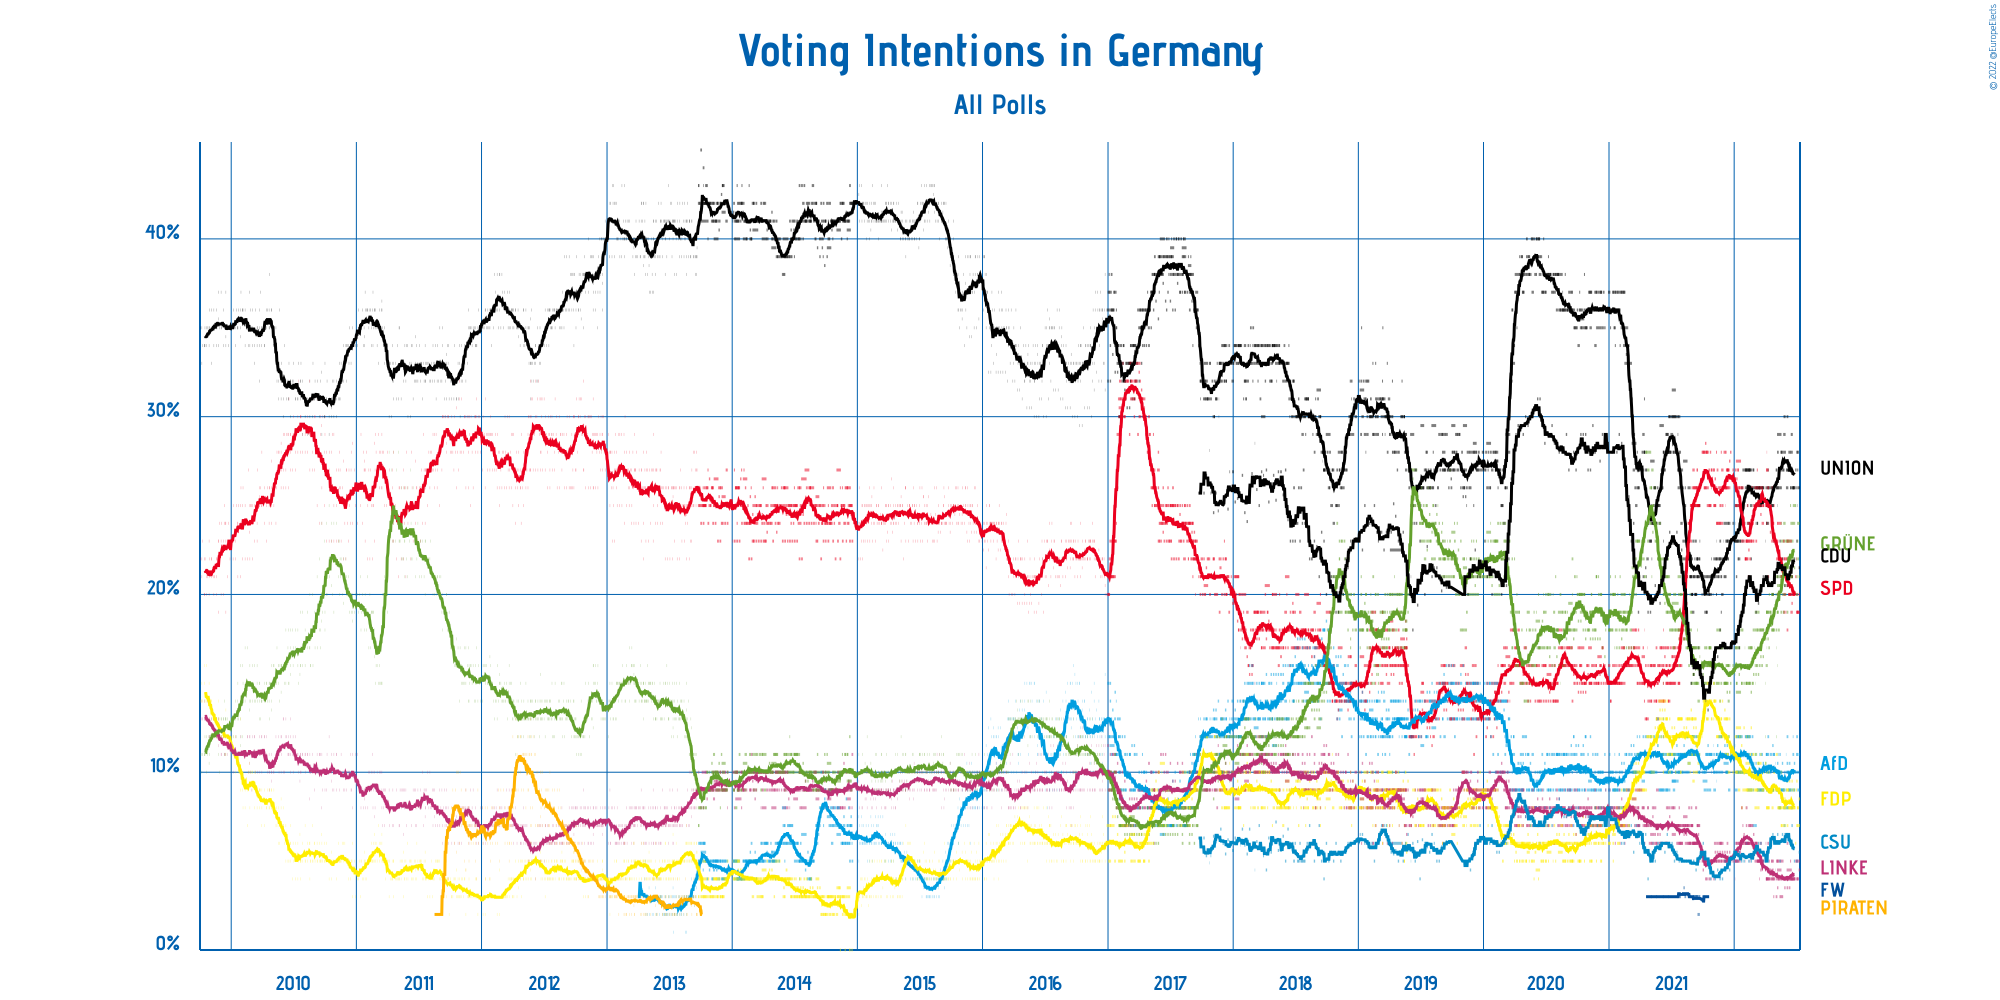 © 2022 @EuropeElects
Voting Intentions in Germany
All Polls
40%
30%
20%
10%
0%
UNION
GRÜNE
CDU
SPD
AfD
FDP
CSU
LINKE
FW
PIRATEN
2010 2011 2012 2013 2014 2015 2016 2017 2018 2019 2020 2021